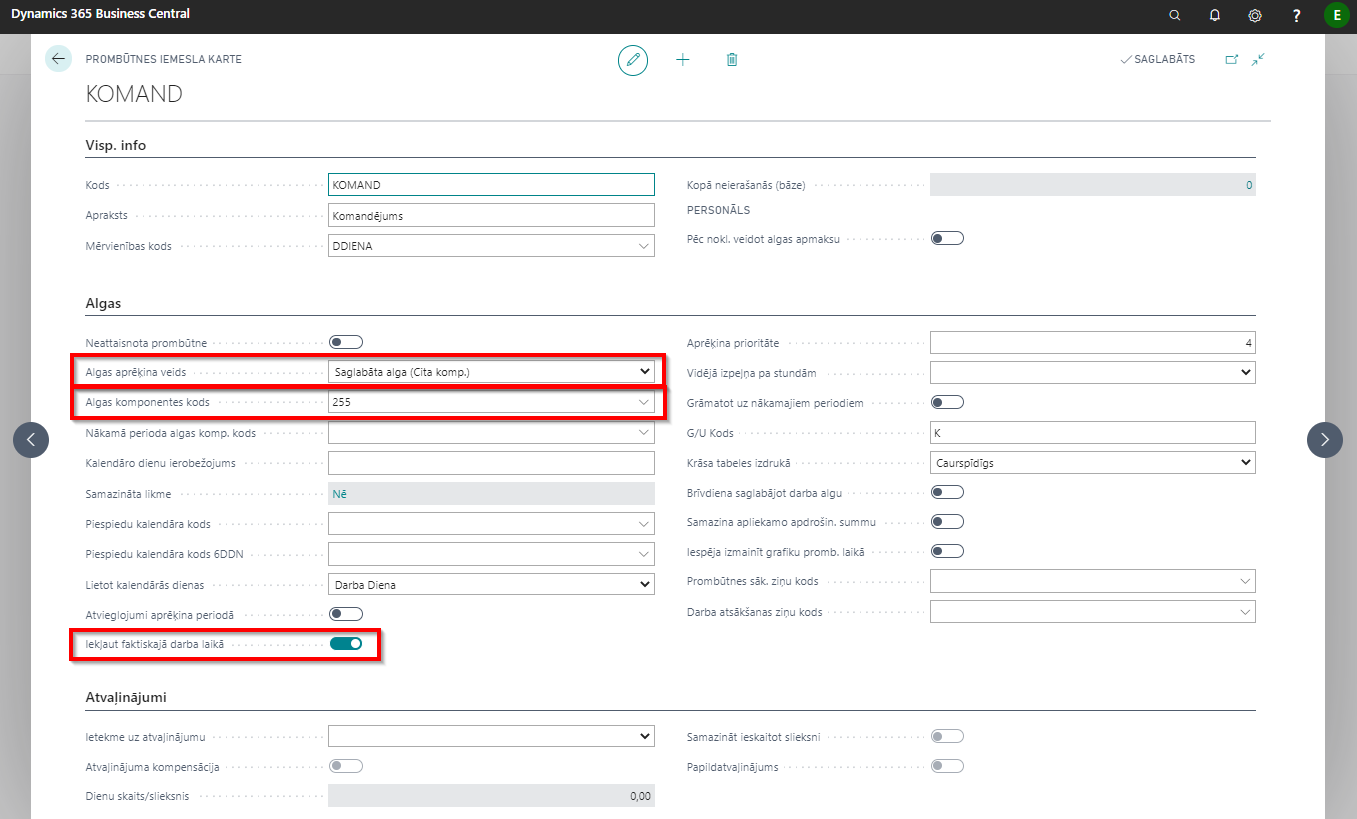 Dynamics 365 Business Central
?
E
PROMBŪTNES IEMESLA KARTE
SAGLABĀTS
KOMAND
Visp. info
Kods
KOMAND
Apraksts
Komandējums
Mērvienības kods
DDIENA
Kopā neierašanās (bāze)
0
PERSONĀLS
Pēc nokl. veidot algas apmaksu
Algas
Neattaisnota prombūtne
Algas aprēķina veids
Saglabāta alga (Cita komp.)
Algas komponentes kods
255
Nākamā perioda algas komp. kods
Kalendāro dienu ierobežojums
Samazināta likme
Nē
Piespiedu kalendāra kods
Piespiedu kalendāra kods 6DDN
Lietot kalendārās dienas
Darba Diena
Atvieglojumi aprēķina periodā
Iekļaut faktiskajā darba laikā
Aprēķina prioritāte
4
Vidējā izpeļņa pa stundām
Grāmatot uz nākamajiem periodiem
G/U Kods
K
Krāsa tabeles izdrukā
Caurspīdīgs
Brīvdiena saglabājot darba algu
Samazina apliekamo apdrošin. summu
Iespēja izmainīt grafiku promb. laikā
Prombūtnes sāk. ziņu kods
Darba atsākšanas ziņu kods
Atvaļinājumi
Ietekme uz atvaļinājumu
Atvaļinājuma kompensācija
Dienu skaits/slieksnis
0,00
Samazināt ieskaitot slieksni
Papildatvaļinājums